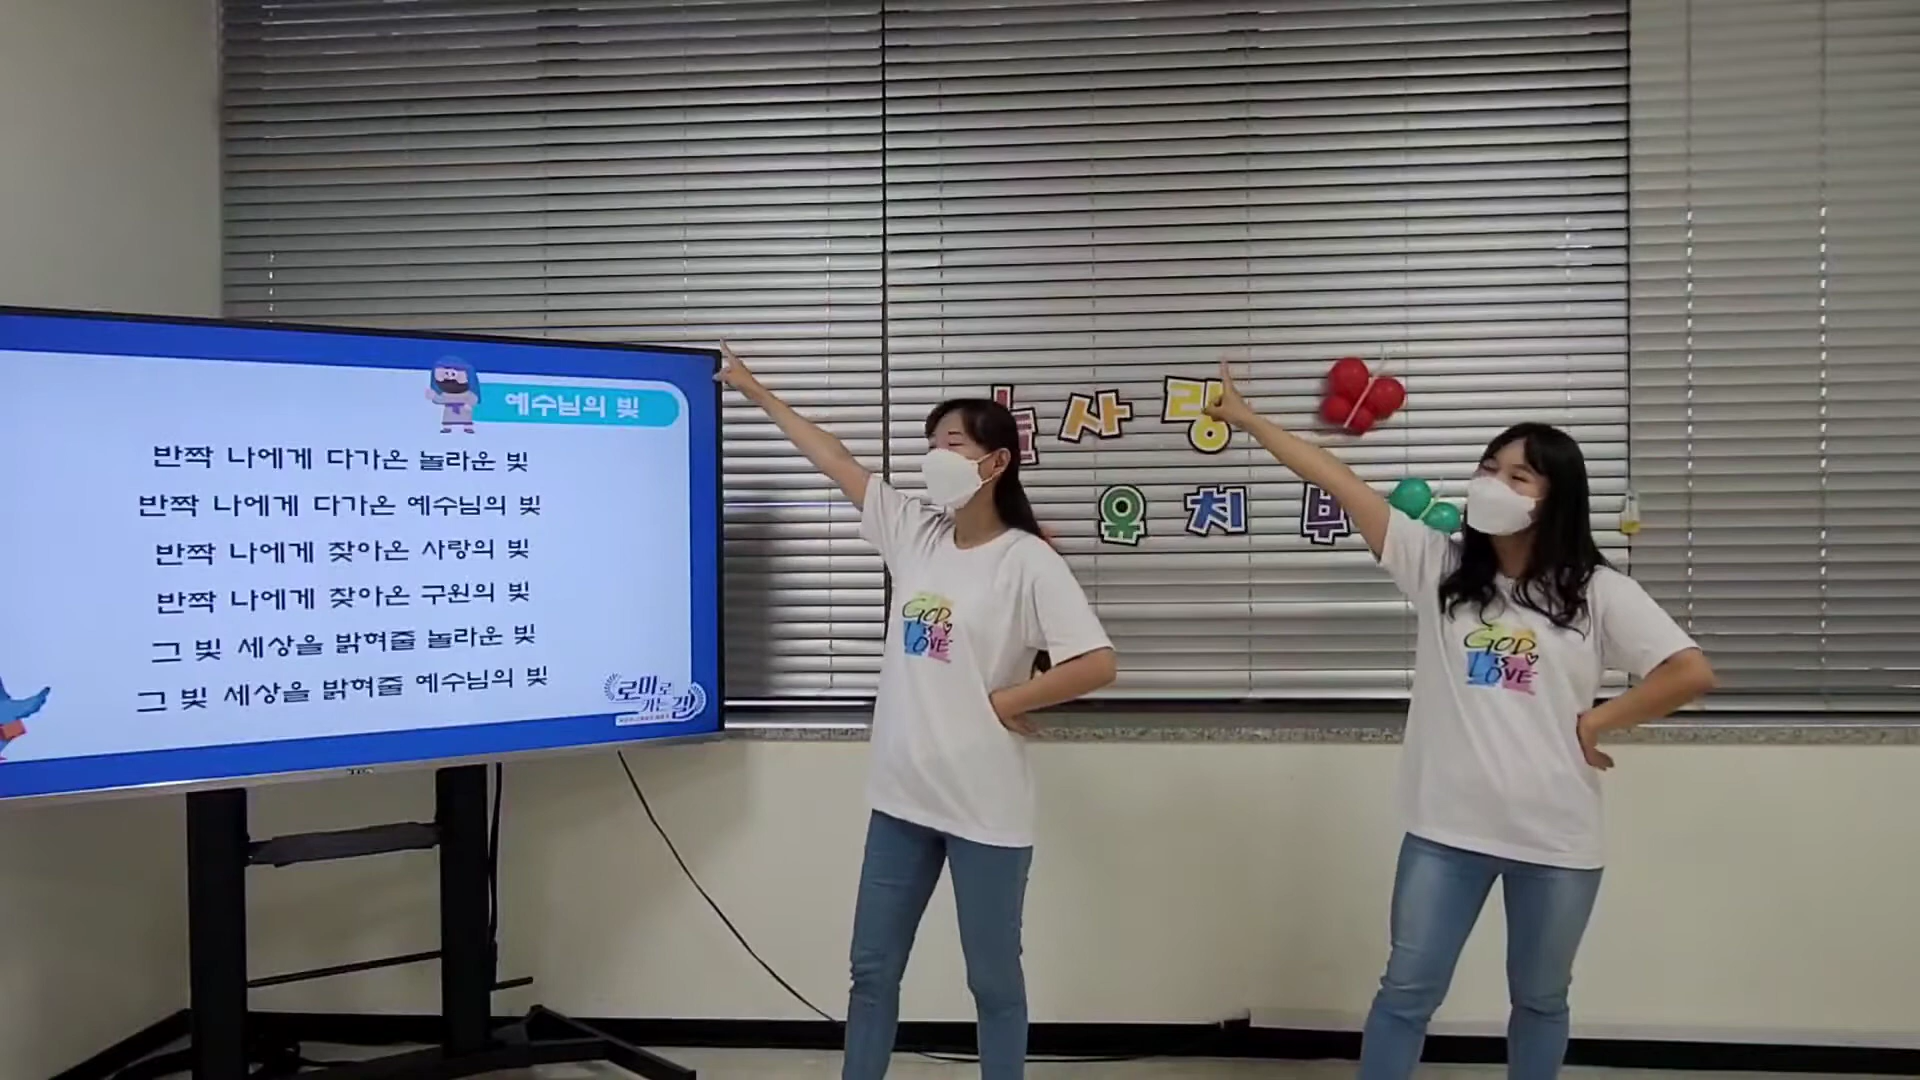 예수님의 빛
반짝 나에게 다가온 놀라운 빛
반짝 나에게 다가온 예수님의 빛
반짝 나에게 찾아온 사랑의 빛
반짝 나에게 찾아온 구원의 빛
그 빛 세상을 밝혀줄 놀라운 빛
그 빛 세상을 밝혀줄 예수님의 빛
로마로
가는 길
사랑
유치부
GOD
is
LOVE
GOD
is
LOVE